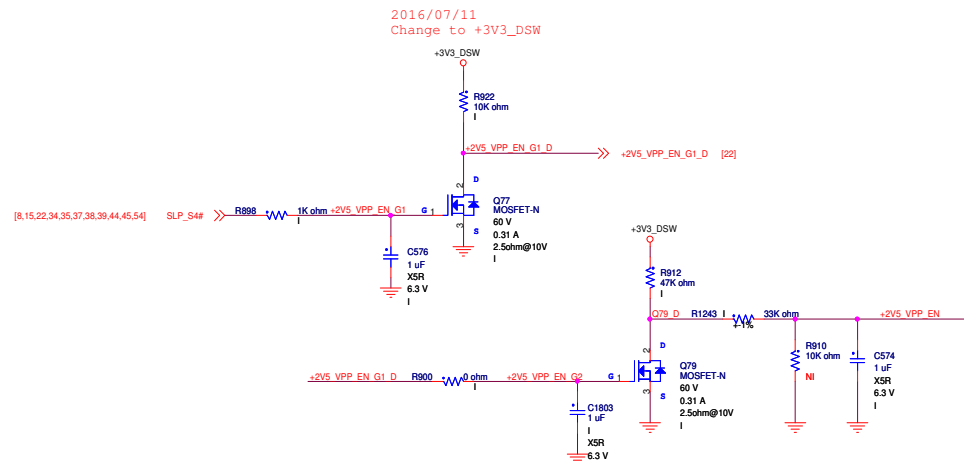 2016/07/11
Change to +3V3_DSW
+3V3_DSW
R922
10K ohm
I
+2V5_VPP_EN_G1_D
+2V5_VPP_EN_G1_D [22]
D
2
[8,15,22,34,35,37,38,39,44,45,54] SLP_S4#
R898
1K ohm
I
+2V5_VPP_EN_G1
G 1
3
S
Q77
MOSFET-N
60 V
0.31 A
2.5ohm@10V
I
C576
1 uF
X5R
6.3 V
I
+3V3_DSW
R912
47K ohm
I
Q79_D
R1243 I
33K ohm
+-1%
+2V5_VPP_EN
R910
10K ohm
NI
C574
1 uF
X5R
6.3 V
I
D
2
+2V5_VPP_EN_G1_D
R900
0 ohm
I
+2V5_VPP_EN_G2
G 1
3
S
Q79
MOSFET-N
60 V
0.31 A
2.5ohm@10V
I
C1803
1 uF
I
X5R
6.3 V